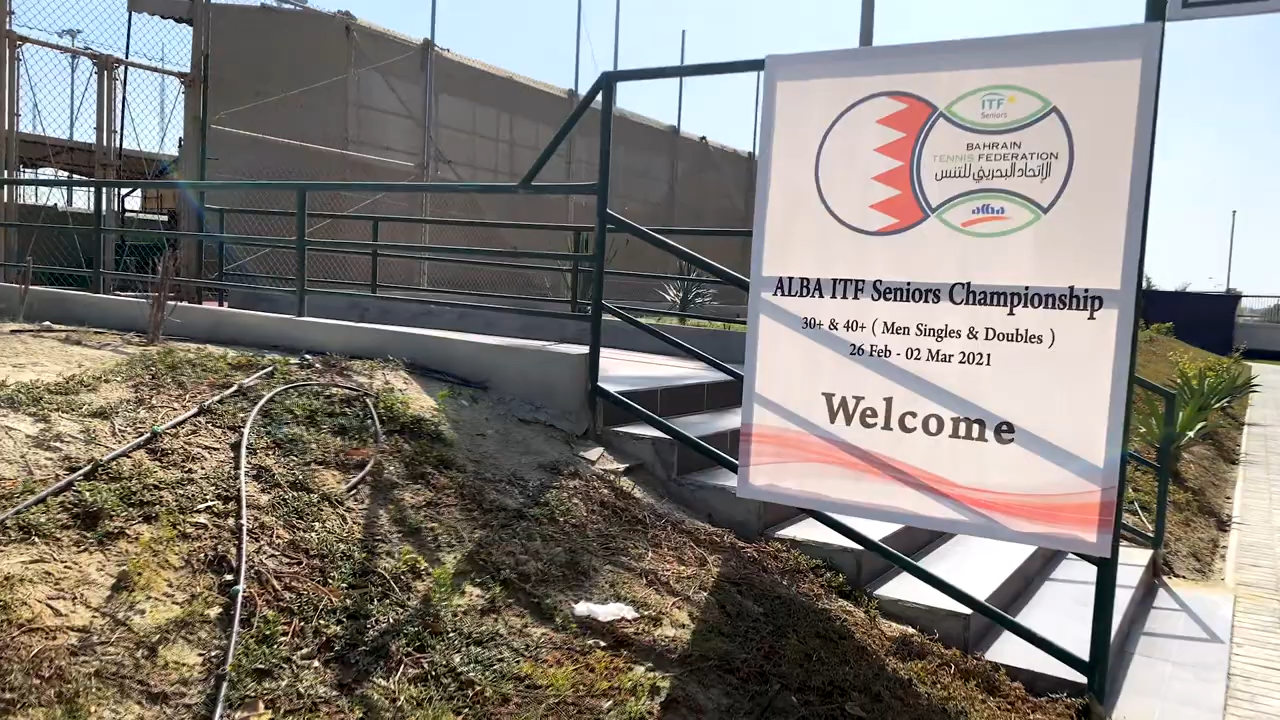 ITF
Seniors
BAHRAIN
TENNIS FEDERATION
الإتحاد البحريني للتنس
ALBA ITF Seniors Championship
30+ & 40+ ( Men Singles & Doubles )
26 Feb - 02 Mar 2021
Welcome